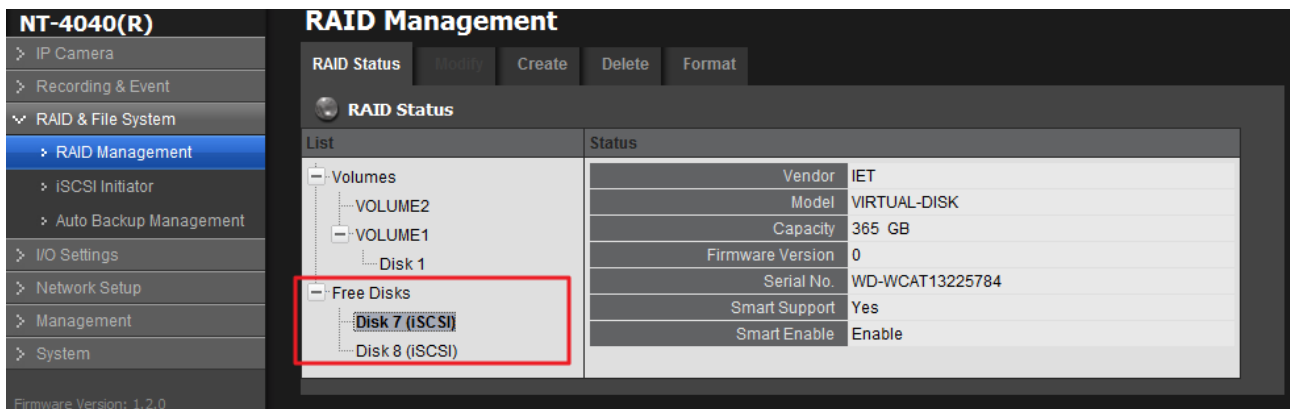 NT-4040(R)
IP Camera
Recording & Event
RAID & File System
RAID Management
iSCSI Initiator
Auto Backup Management
I/O Settings
Network Setup
Management
System
Firmware Version: 1.2.0
RAID Management
RAID Status Modify Create Delete Format
RAID Status
List Status
Volumes
VOLUME2
VOLUME1
Disk 1
Free Disks
Disk 7 (iSCSI)
Disk 8 (iSCSI)
Vendor IET
Model VIRTUAL-DISK
Capacity 365 GB
Firmware Version 0
Serial No. WD-WCAT13225784
Smart Support Yes
Smart Enable Enable